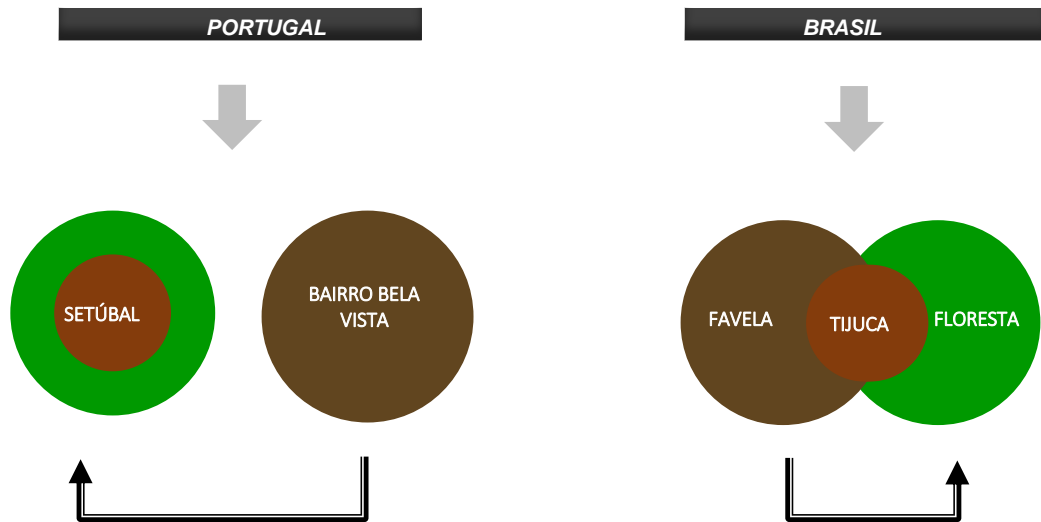 PORTUGAL
BRASIL
SETÚBAL
BAIRRO BELA
VISTA
FAVELA
TIJUCA
FLORESTA